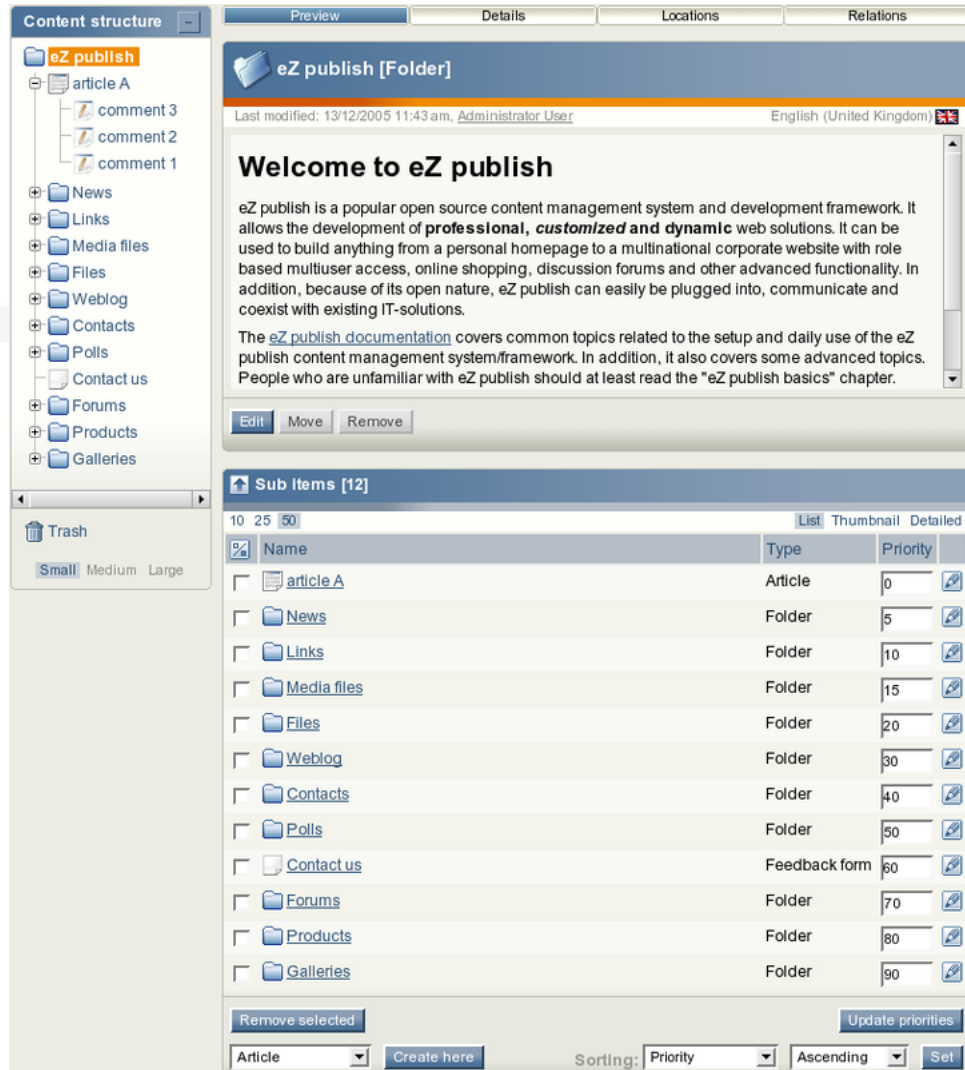 Content structure
eZ publish
article A
comment 3
comment 2
comment 1
News
Links
Media files
Files
Weblog
Contacts
Polls
Contact us
Forums
Products
Galleries
Trash
Small Medium Large
Preview Details Locations Relations
eZ publish [Folder]
Last modified: 13/12/2005 11:43 am, Administrator User English (United Kingdom)
Welcome to eZ publish
eZ publish is a popular open source content management system and development framework. It
allows the development of professional, customized and dynamic web solutions. It can be
used to build anything from a personal homepage to a multinational corporate website with role
based multiuser access, online shopping, discussion forums and other advanced functionality. In
addition, because of its open nature, eZ publish can easily be plugged into, communicate and
coexist with existing IT-solutions.
The eZ publish documentation covers common topics related to the setup and daily use of the eZ
publish content management system/framework. In addition, it also covers some advanced topics.
People who are unfamiliar with eZ publish should at least read the "eZ publish basics" chapter.
Edit Move Remove
Sub items [12]
10 25 50 List Thumbnail Detailed
Name Type Priority
article A Article 0
News Folder 5
Links Folder 10
Media files Folder 15
Files Folder 20
Weblog Folder 30
Contacts Folder 40
Polls Folder 50
Contact us Feedback form 60
Forums Folder 70
Products Folder 80
Galleries Folder 90
Remove selected Update priorities
Article Create here Sorting: Priority Ascending Set